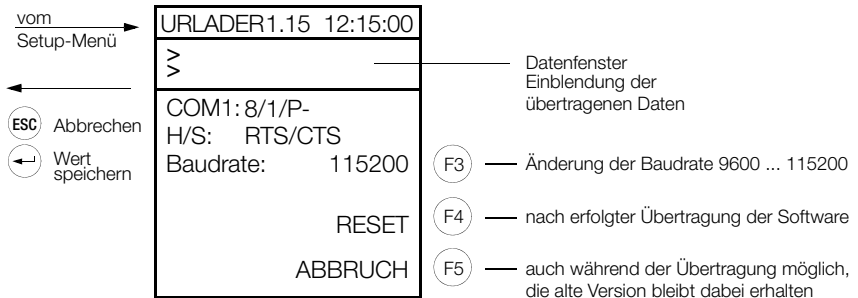 vom
Setup-Menü
URLADER1.15 12:15:00
>
>
Datenfenster
Einblendung der
übertragenen Daten
ESC Abbrechen
Wert
speichern
COM1: 8/1/P-
H/S: RTS/CTS
Baudrate: 115200
F3 Änderung der Baudrate 9600 ... 115200
RESET
F4 nach erfolgter Übertragung der Software
ABBRUCH
F5 auch während der Übertragung möglich,
die alte Version bleibt dabei erhalten